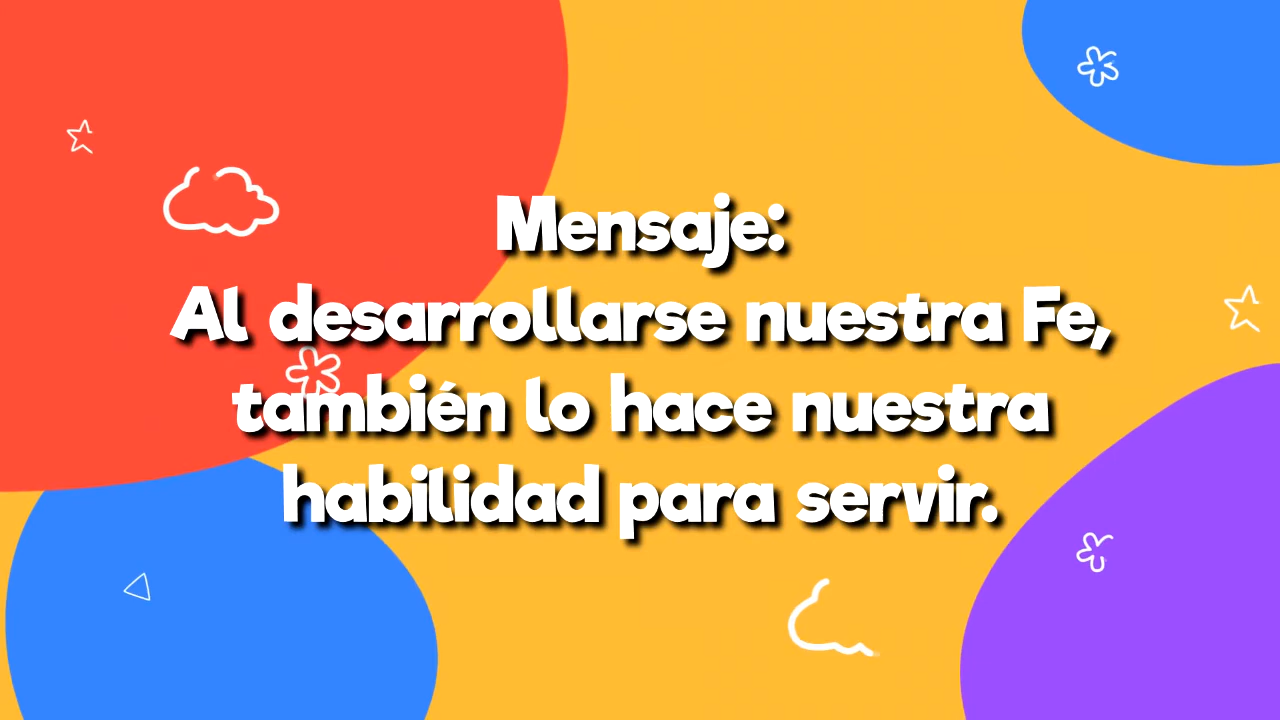 Mensaje:
Al desarrollarse nuestra Fe,
también lo hace nuestra
habilidad para servir.